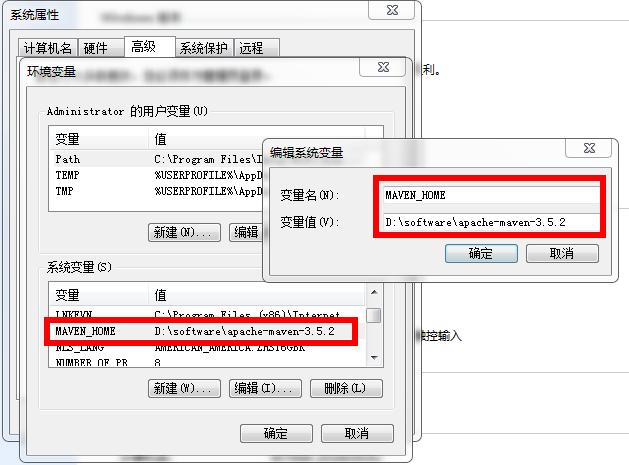 系统属性
计算机名 硬件 高级 系统保护 远程
利。
环境变量
Administrator 的用户变量(U)
变量 值
Path C:\Program Files\I
TEMP %USERPROFILE%\AppD
TMP %USERPROFILE%\AppD
新建(N)... 编辑
编辑系统变量
变量名(N): MAVEN_HOME
变量值(V): D:\software\apache-maven-3.5.2
确定 取消
系统变量(S)
变量 值
C:\Program Files (x86)\Internet
MAVEN_HOME D:\software\apache-maven-3.5.2
NLS_LANG AMERICAN_AMERICA.ZHS16GBK
NUMBER_OF_PR 8
新建(W)... 编辑(I)... 删除(L)
确定 取消
触控输入